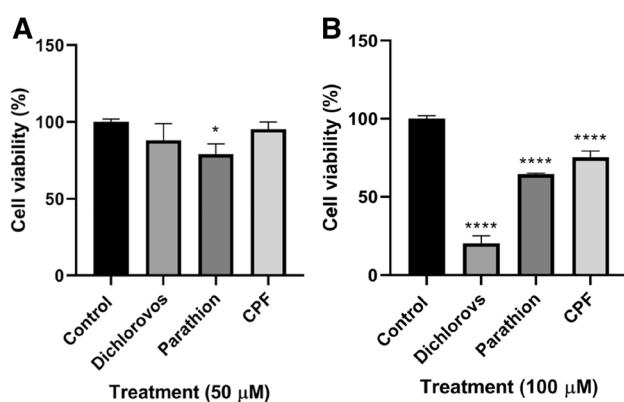 A
Cell viability (%)
150
100
50
0
*
Control
Dichlorovos
Parathion
CPF
Treatment (50 μM)
B
Cell viability (%)
150
100
50
0
****
****
****
Control
Dichlorovs
Parathion
CPF
Treatment (100 μM)